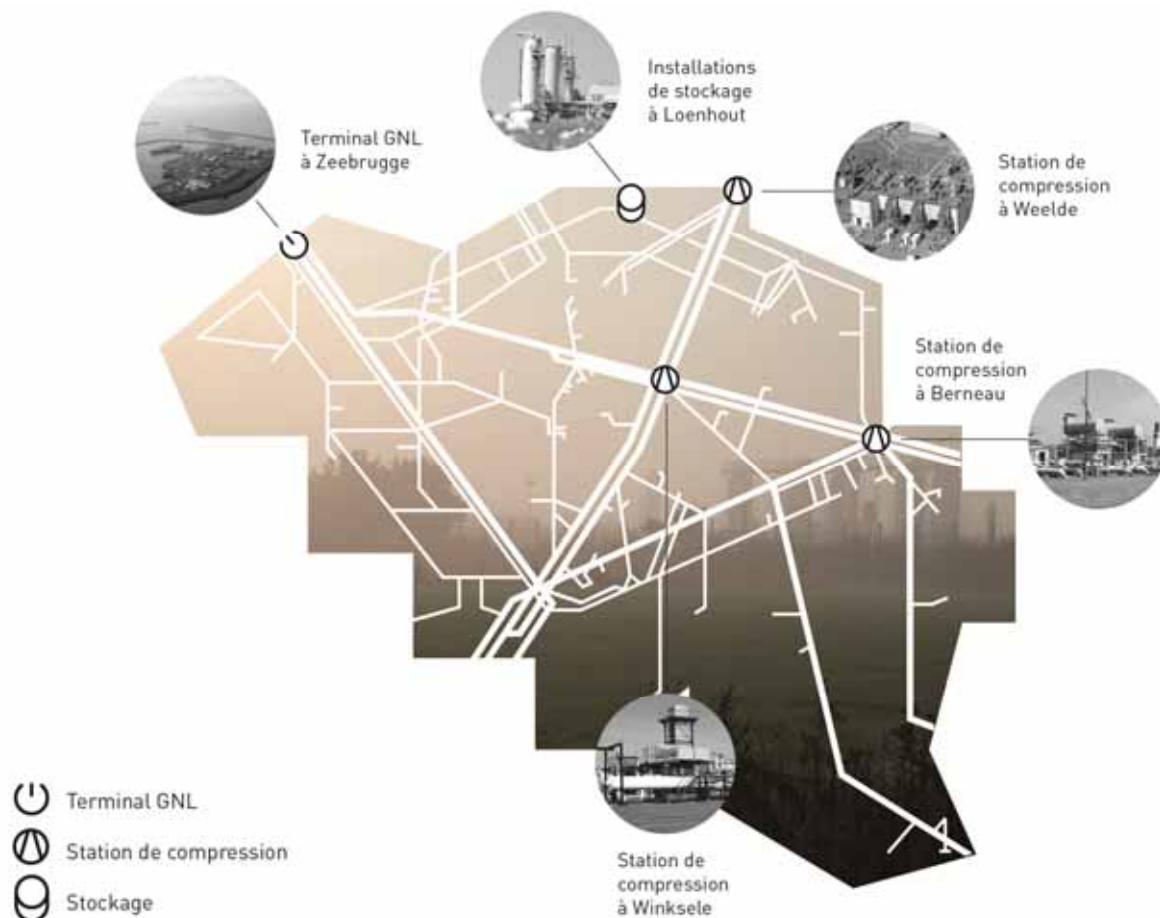 Terminal GNL
à Zeebrugge
Installations
de stockage
à Loenhout
Station de
compression
à Weelde
Station de
compression
à Berneau
Station de
compression
à Winksele
Terminal GNL
Station de compression
Stockage